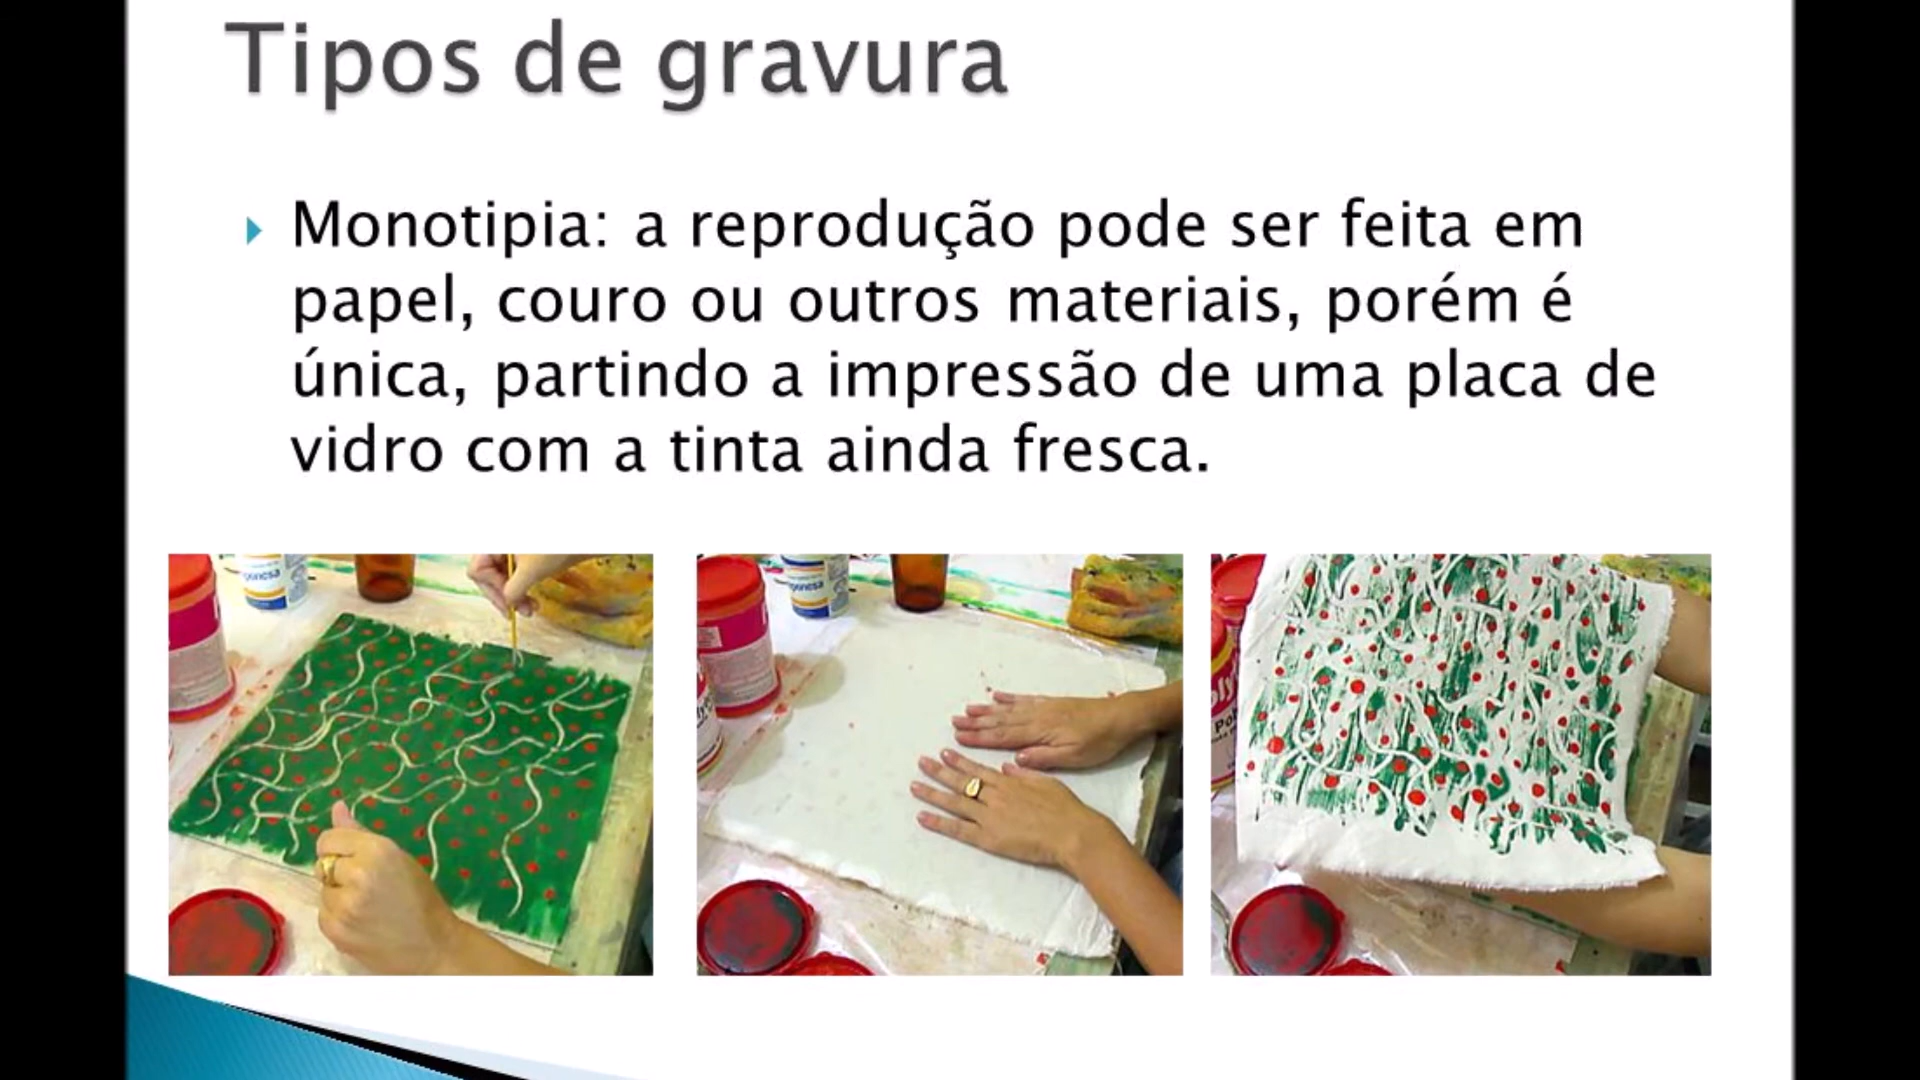 Tipos de gravura
Monotipia: a reprodução pode ser feita em
papel, couro ou outros materiais, porém é
única, partindo a impressão de uma placa de
vidro com a tinta ainda fresca.